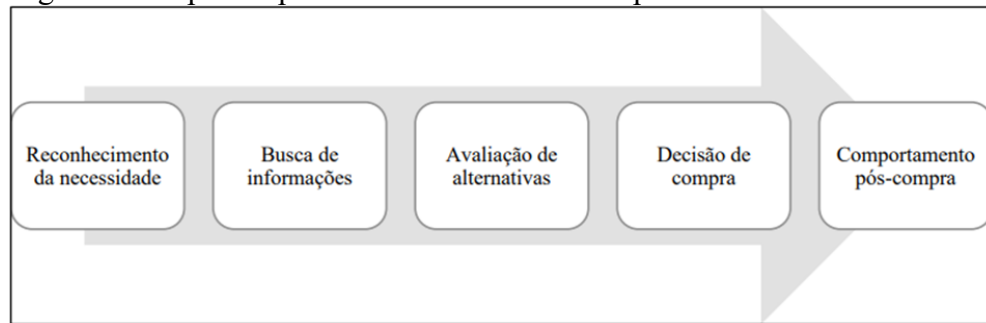 Reconhecimento
da necessidade
Busca de
informações
Avaliação de
alternativas
Decisão de
compra
Comportamento
pós-compra